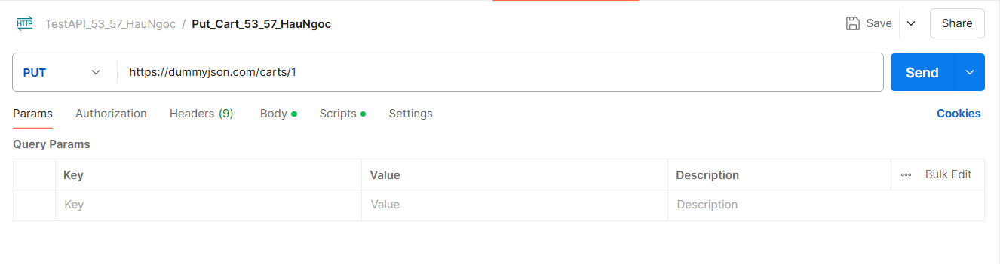 HTTP TestAPI_53_57_HauNgoc / Put_Cart_53_57_HauNgoc Save Share
PUT https://dummyjson.com/carts/1 Send
Params Authorization Headers (9) Body Scripts Settings Cookies
Query Params
Key Value Description Bulk Edit
Key Value Description